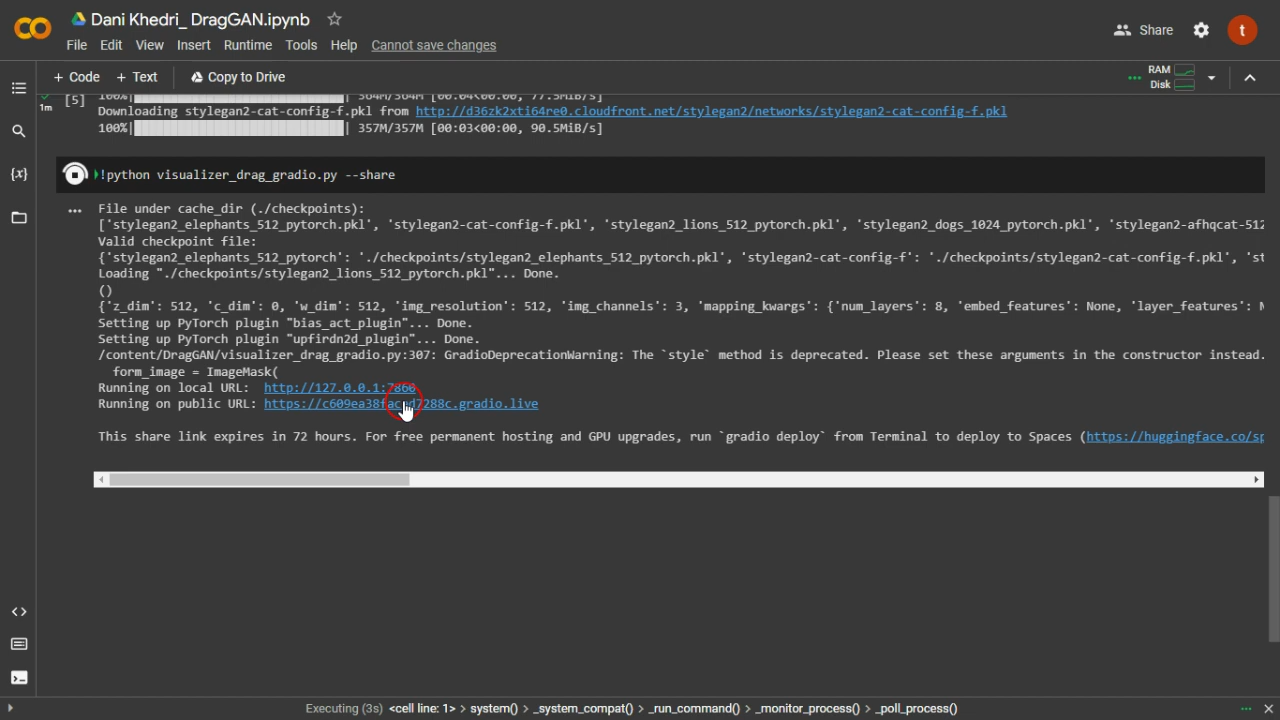 Dani Khedri_ DragGAN.ipynb
File Edit View Insert Runtime Tools Help Cannot save changes
Share
t
+ Code + Text Copy to Drive
RAM
Disk
1m
[5]
Downloading stylegan2-cat-config-f.pkl from http://d36zk2xti64re0.cloudfront.net/stylegan2/networks/stylegan2-cat-config-f.pkl
100%| | 357M/357M [00:03<00:00, 90.5MiB/s]
!python visualizer_drag_gradio.py --share
File under cache_dir (./checkpoints):
['stylegan2_elephants_512_pytorch.pkl', 'stylegan2-cat-config-f.pkl', 'stylegan2_lions_512_pytorch.pkl', 'stylegan2_dogs_1024_pytorch.pkl', 'stylegan2-afhqcat-512
Valid checkpoint file:
{'stylegan2_elephants_512_pytorch': './checkpoints/stylegan2_elephants_512_pytorch.pkl', 'stylegan2-cat-config-f': './checkpoints/stylegan2-cat-config-f.pkl', 'st
Loading "./checkpoints/stylegan2_lions_512_pytorch.pkl"... Done.
()
{'z_dim': 512, 'c_dim': 0, 'w_dim': 512, 'img_resolution': 512, 'img_channels': 3, 'mapping_kwargs': {'num_layers': 8, 'embed_features': None, 'layer_features':
Setting up PyTorch plugin "bias_act_plugin"... Done.
Setting up PyTorch plugin "upfirdn2d_plugin"... Done.
/content/DragGAN/visualizer_drag_gradio.py:307: GradioDeprecationWarning: The `style` method is deprecated. Please set these arguments in the constructor instead.
form_image = ImageMask(
Running on local URL: http://127.0.0.1:7860
Running on public URL:
This share link expires in 72 hours. For free permanent hosting and GPU upgrades, run `gradio deploy` from Terminal to deploy to Spaces (https://huggingface.co/sp
Executing (3s) <cell line: 1> > system() > _system_compat() > _run_command() > _monitor_process() > _poll_process()